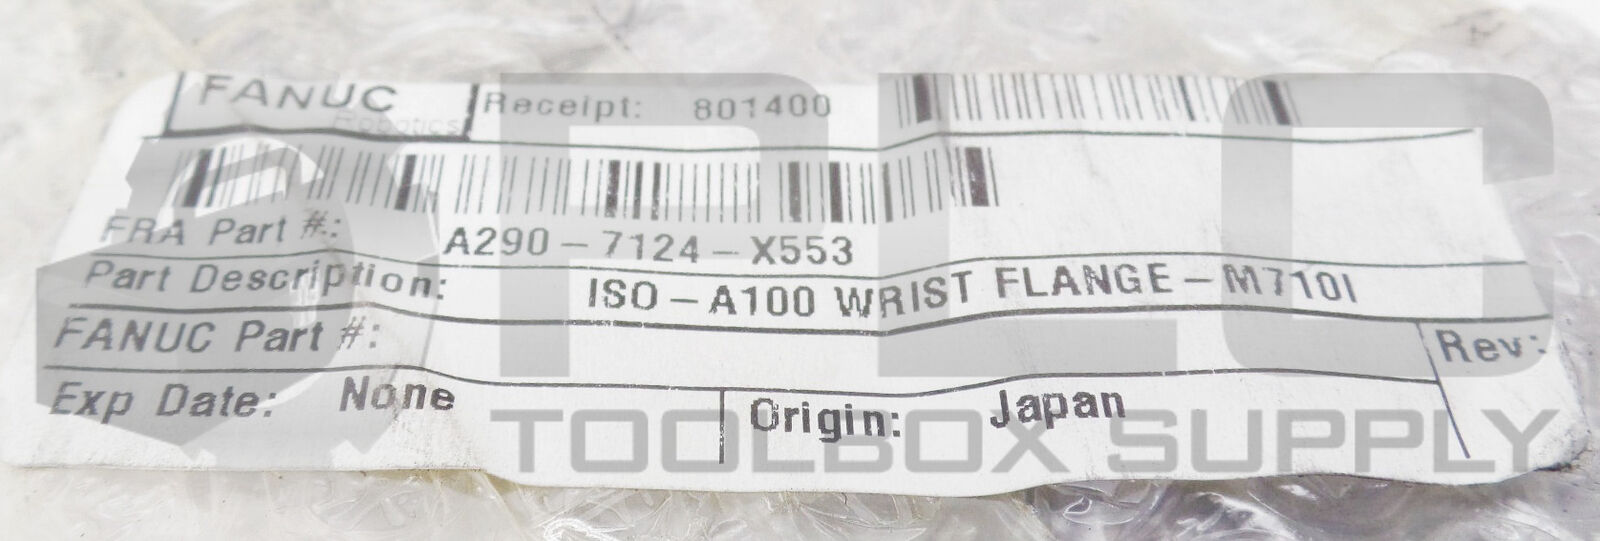 FANUC Robotics Receipt: 801400
FRA Part #: A290-7124-X553
Part Description: ISO-A100 WRIST FLANGE-M710I
FANUC Part #: Rev:
Exp Date: None Origin: Japan
PLC
TOOLBOX SUPPLY